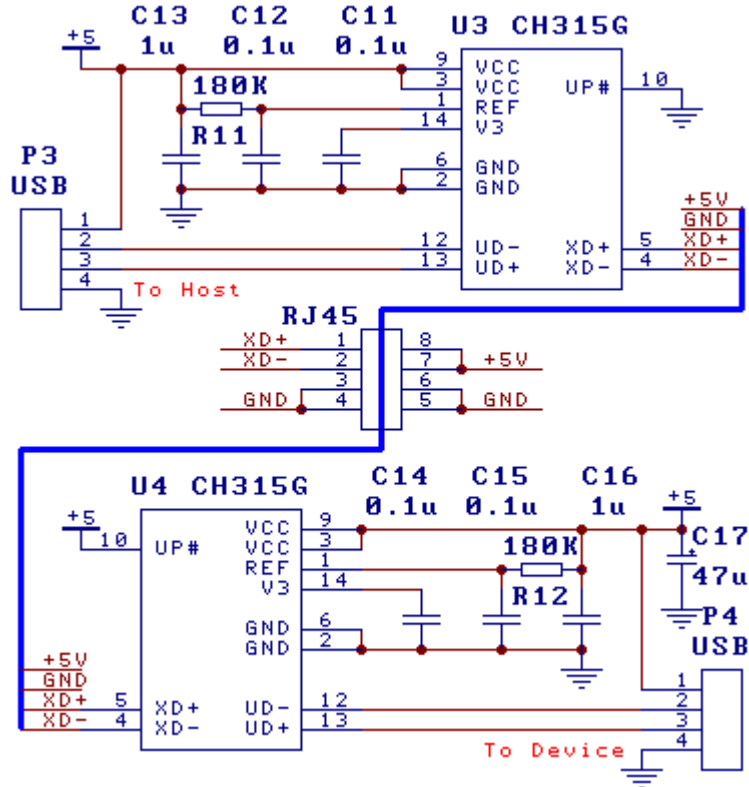 C13 C12 C11 U3 CH315G
+5 1u 0.1u 0.1u
9 VCC
3 VCC UP# 10
180K 1 REF
14 V3
R11
P3
USB
6 GND
2 GND
+5V
1 GND
2 12 UD- XD+ 5 XD+
3 13 UD+ XD- 4 XD-
4 To Host
RJ45
XD+ 1 8
XD- 2 7 +5V
3 6
GND 4 5 GND
U4 CH315G C14 C15 C16
0.1u 0.1u 1u +5
+5 VCC 9
10 UP# VCC 3 180K C17
REF 1
V3 14 R12 47u
P4
GND 6 USB
GND 2
+5V
GND 1
XD+ 5 XD+ UD- 12 2
XD- 4 XD- UD+ 13 3
To Device 4